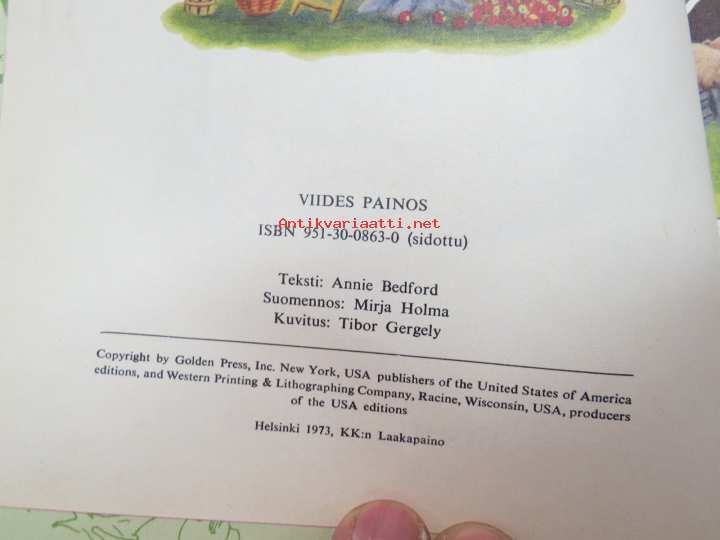 VIIDES PAINOS
Antikvariaatti.net
ISBN 951-30-0863-0 (sidottu)
Teksti: Annie Bedford
Suomennos: Mirja Holma
Kuvitus: Tibor Gergely
Copyright by Golden Press, Inc. New York, USA publishers of the United States of America
editions, and Western Printing & Lithographing Company, Racine, Wisconsin, USA, producers
of the USA editions
Helsinki 1973, KK:n Laakapaino